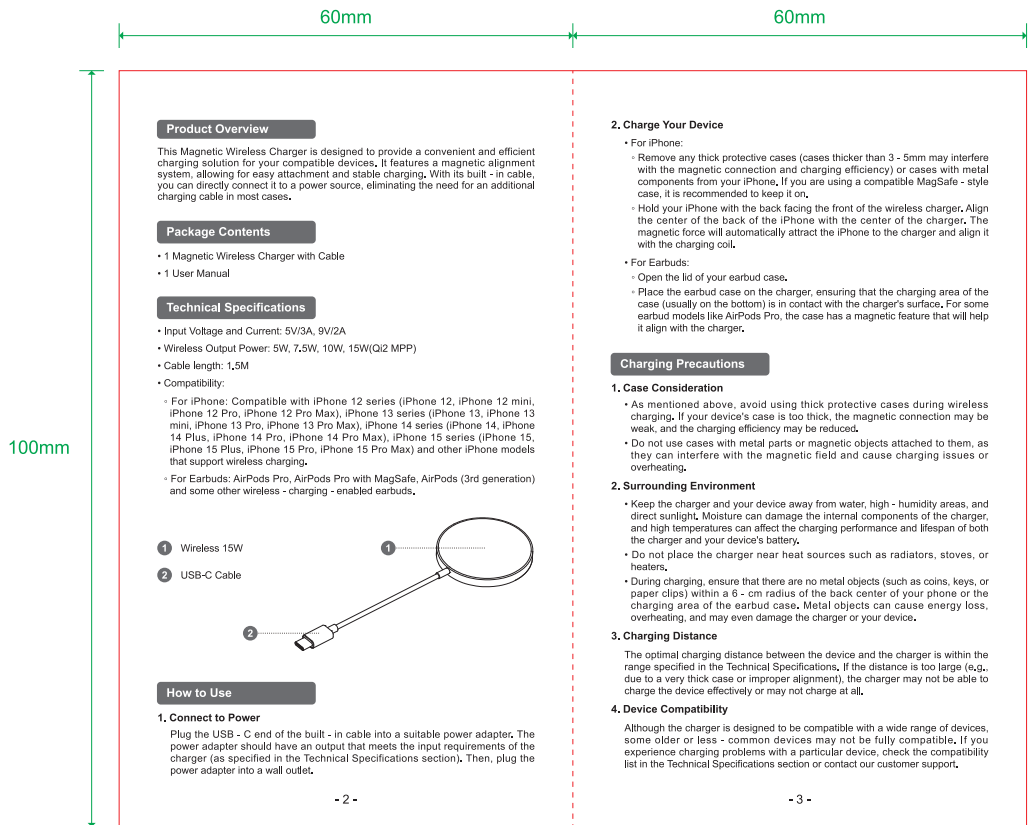 60mm
60mm
100mm
Product Overview
This Magnetic Wireless Charger is designed to provide a convenient and efficient
charging solution for your compatible devices. It features a magnetic alignment
system, allowing for easy attachment and stable charging. With its built - in cable,
you can directly connect it to a power source, eliminating the need for an additional
charging cable in most cases.
Package Contents
• 1 Magnetic Wireless Charger with Cable
• 1 User Manual
Technical Specifications
• Input Voltage and Current: 5V/3A, 9V/2A
• Wireless Output Power: 5W, 7.5W, 10W, 15W(Qi2 MPP)
• Cable length: 1.5M
• Compatibility:
◦ For iPhone: Compatible with iPhone 12 series (iPhone 12, iPhone 12 mini,
iPhone 12 Pro, iPhone 12 Pro Max), iPhone 13 series (iPhone 13, iPhone 13
mini, iPhone 13 Pro, iPhone 13 Pro Max), iPhone 14 series (iPhone 14, iPhone
14 Plus, iPhone 14 Pro, iPhone 14 Pro Max), iPhone 15 series (iPhone 15,
iPhone 15 Plus, iPhone 15 Pro, iPhone 15 Pro Max) and other iPhone models
that support wireless charging.
◦ For Earbuds: AirPods Pro, AirPods Pro with MagSafe, AirPods (3rd generation)
and some other wireless - charging - enabled earbuds.
1 Wireless 15W
2 USB-C Cable
1
2
How to Use
1. Connect to Power
Plug the USB - C end of the built - in cable into a suitable power adapter. The
power adapter should have an output that meets the input requirements of the
charger (as specified in the Technical Specifications section). Then, plug the
power adapter into a wall outlet.
- 2 -
2. Charge Your Device
• For iPhone:
◦ Remove any thick protective cases (cases thicker than 3 - 5mm may interfere
with the magnetic connection and charging efficiency) or cases with metal
components from your iPhone. If you are using a compatible MagSafe - style
case, it is recommended to keep it on.
◦ Hold your iPhone with the back facing the front of the wireless charger. Align
the center of the back of the iPhone with the center of the charger. The
magnetic force will automatically attract the iPhone to the charger and align it
with the charging coil.
• For Earbuds:
◦ Open the lid of your earbud case.
◦ Place the earbud case on the charger, ensuring that the charging area of the
case (usually on the bottom) is in contact with the charger's surface. For some
earbud models like AirPods Pro, the case has a magnetic feature that will help
it align with the charger.
Charging Precautions
1. Case Consideration
• As mentioned above, avoid using thick protective cases during wireless
charging. If your device's case is too thick, the magnetic connection may be
weak, and the charging efficiency may be reduced.
• Do not use cases with metal parts or magnetic objects attached to them, as
they can interfere with the magnetic field and cause charging issues or
overheating.
2. Surrounding Environment
• Keep the charger and your device away from water, high - humidity areas, and
direct sunlight. Moisture can damage the internal components of the charger,
and high temperatures can affect the charging performance and lifespan of both
the charger and your device's battery.
• Do not place the charger near heat sources such as radiators, stoves, or
heaters.
• During charging, ensure that there are no metal objects (such as coins, keys, or
paper clips) within a 6 - cm radius of the back center of your phone or the
charging area of the earbud case. Metal objects can cause energy loss,
overheating, and may even damage the charger or your device.
3. Charging Distance
The optimal charging distance between the device and the charger is within the
range specified in the Technical Specifications. If the distance is too large (e.g.,
due to a very thick case or improper alignment), the charger may not be able to
charge the device effectively or may not charge at all.
4. Device Compatibility
Although the charger is designed to be compatible with a wide range of devices,
some older or less - common devices may not be fully compatible. If you
experience charging problems with a particular device, check the compatibility
list in the Technical Specifications section or contact our customer support.
- 3 -